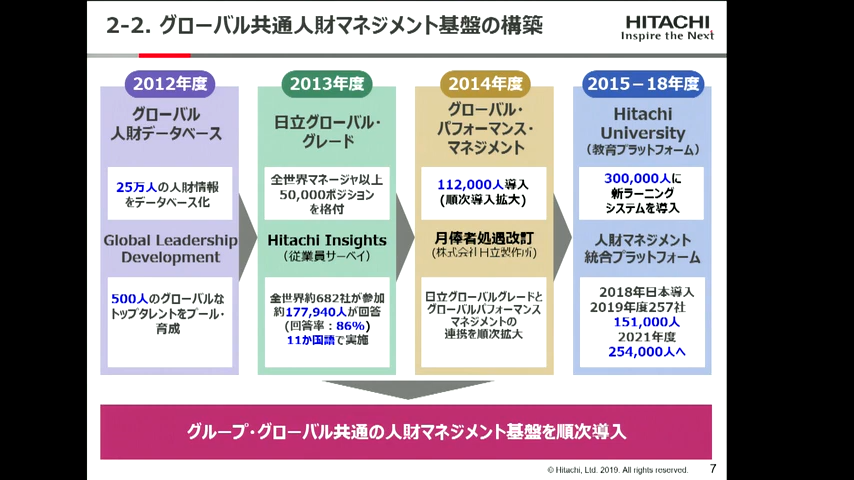 2-2. グローバル共通人財マネジメント基盤の構築
HITACHI
Inspire the Next
2012年度
グローバル
人財データベース
25万人の人財情報
をデータベース化
Global Leadership
Development
500人のグローバルな
トップタレントをプール・
育成
2013年度
日立グローバル・
グレード
全世界マネージャ以上
50,000ポジション
を格付
Hitachi Insights
（従業員サーベイ）
全世界約682社が参加
約177,940人が回答
(回答率：86%)
11か国語で実施
2014年度
グローバル・
パフォーマンス・
マネジメント
112,000人導入
(順次導入拡大)
月俸者処遇改訂
(株式会社日立製作所)
日立グローバルグレードと
グローバルパフォーマンス
マネジメントの
連携を順次拡大
2015－18年度
Hitachi
University
（教育プラットフォーム）
300,000人に
新ラーニング
システムを導入
人財マネジメント
統合プラットフォーム
2018年日本導入
2019年度257社
151,000人
2021年度
254,000人へ
グループ・グローバル共通の人財マネジメント基盤を順次導入
© Hitachi, Ltd. 2019. All rights reserved.
7